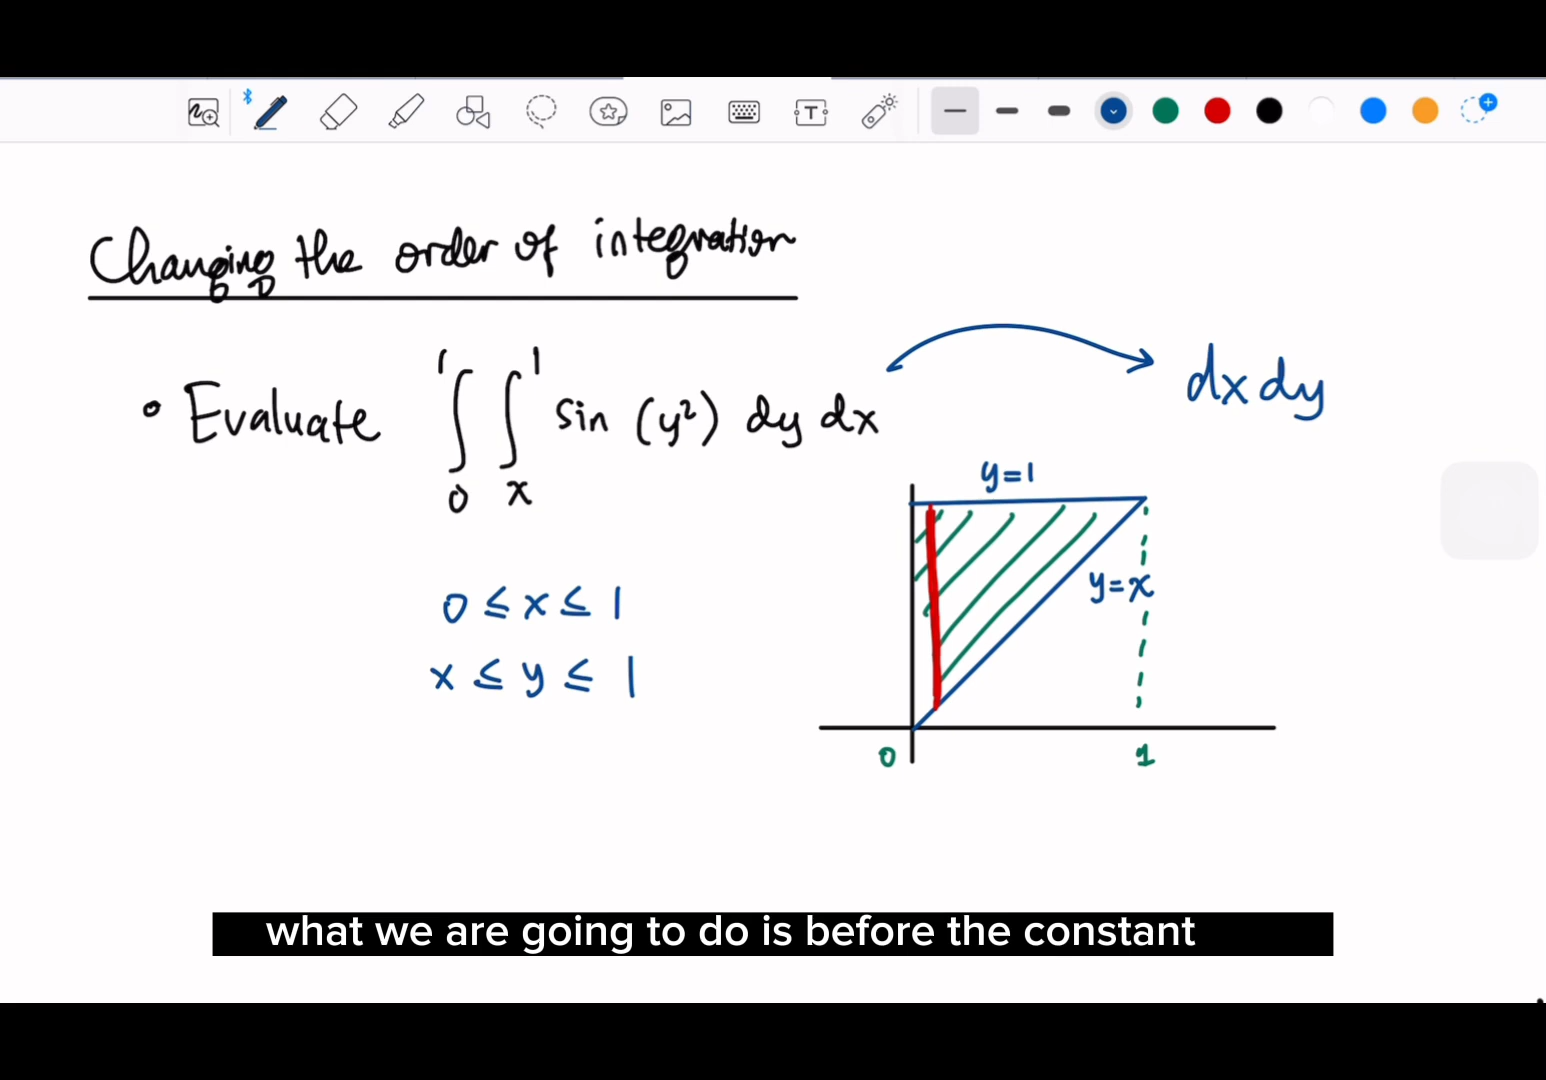 Changing the order of integration
• Evaluate ∫₀¹ ∫ₓ¹ sin (y²) dy dx
dx dy
y=1
0 ≤ x ≤ 1
y=x
x ≤ y ≤ 1
0
1
what we are going to do is before the constant